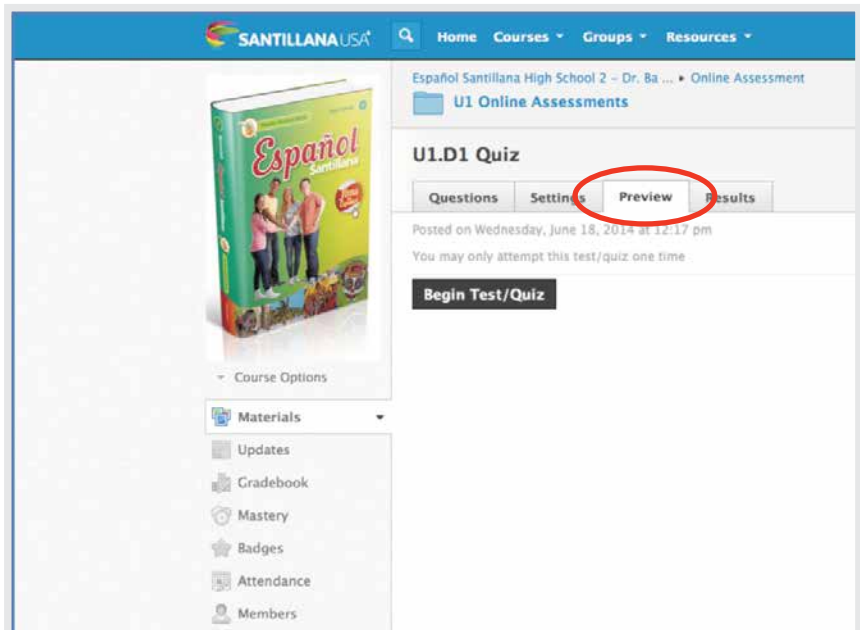 SANTILLANA USA
Home Courses Groups Resources
Español Santillana High School 2 – Dr. Ba ... ▸ Online Assessment
U1 Online Assessments
Español
Santillana
U1.D1 Quiz
Questions Settings Preview Results
Posted on Wednesday, June 18, 2014 at 12:17 pm
You may only attempt this test/quiz one time
Begin Test/Quiz
Course Options
Materials
Updates
Gradebook
Mastery
Badges
Attendance
Members